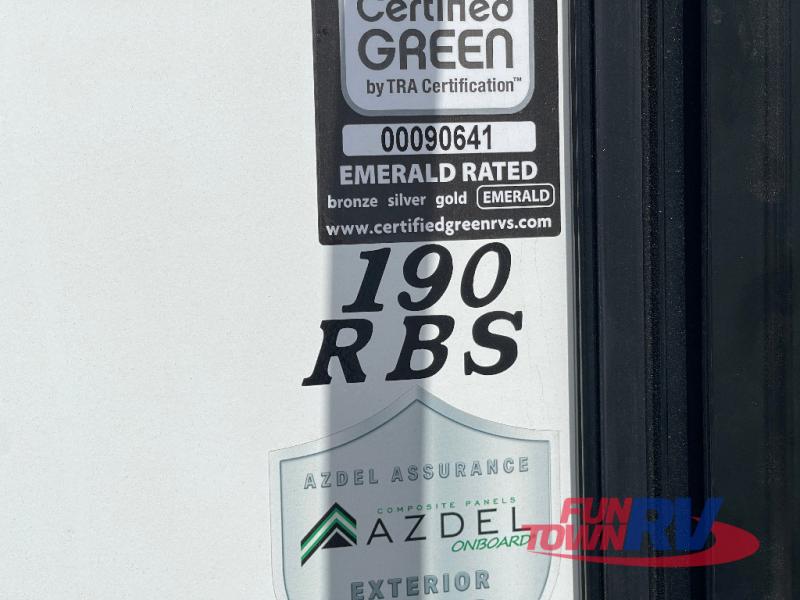 Certified
GREEN
by TRA Certification™
00090641
EMERALD RATED
bronze silver gold EMERALD
www.certifiedgreenrvs.com
190
RBS
AZDEL ASSURANCE
COMPOSITE PANELS
AZDEL
ONBOARD
EXTERIOR
FUN
TOWN RV